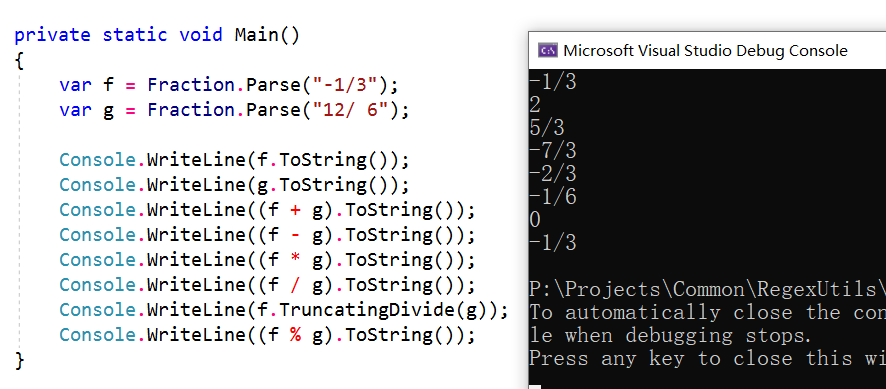 private static void Main()
{
var f = Fraction.Parse("-1/3");
var g = Fraction.Parse("12/ 6");
Console.WriteLine(f.ToString());
Console.WriteLine(g.ToString());
Console.WriteLine((f + g).ToString());
Console.WriteLine((f - g).ToString());
Console.WriteLine((f * g).ToString());
Console.WriteLine((f / g).ToString());
Console.WriteLine(f.TruncatingDivide(g));
Console.WriteLine((f % g).ToString());
}
C:\ Microsoft Visual Studio Debug Console
-1/3
2
5/3
-7/3
-2/3
-1/6
0
-1/3
P:\Projects\Common\RegexUtils\
To automatically close the con
le when debugging stops.
Press any key to close this wi